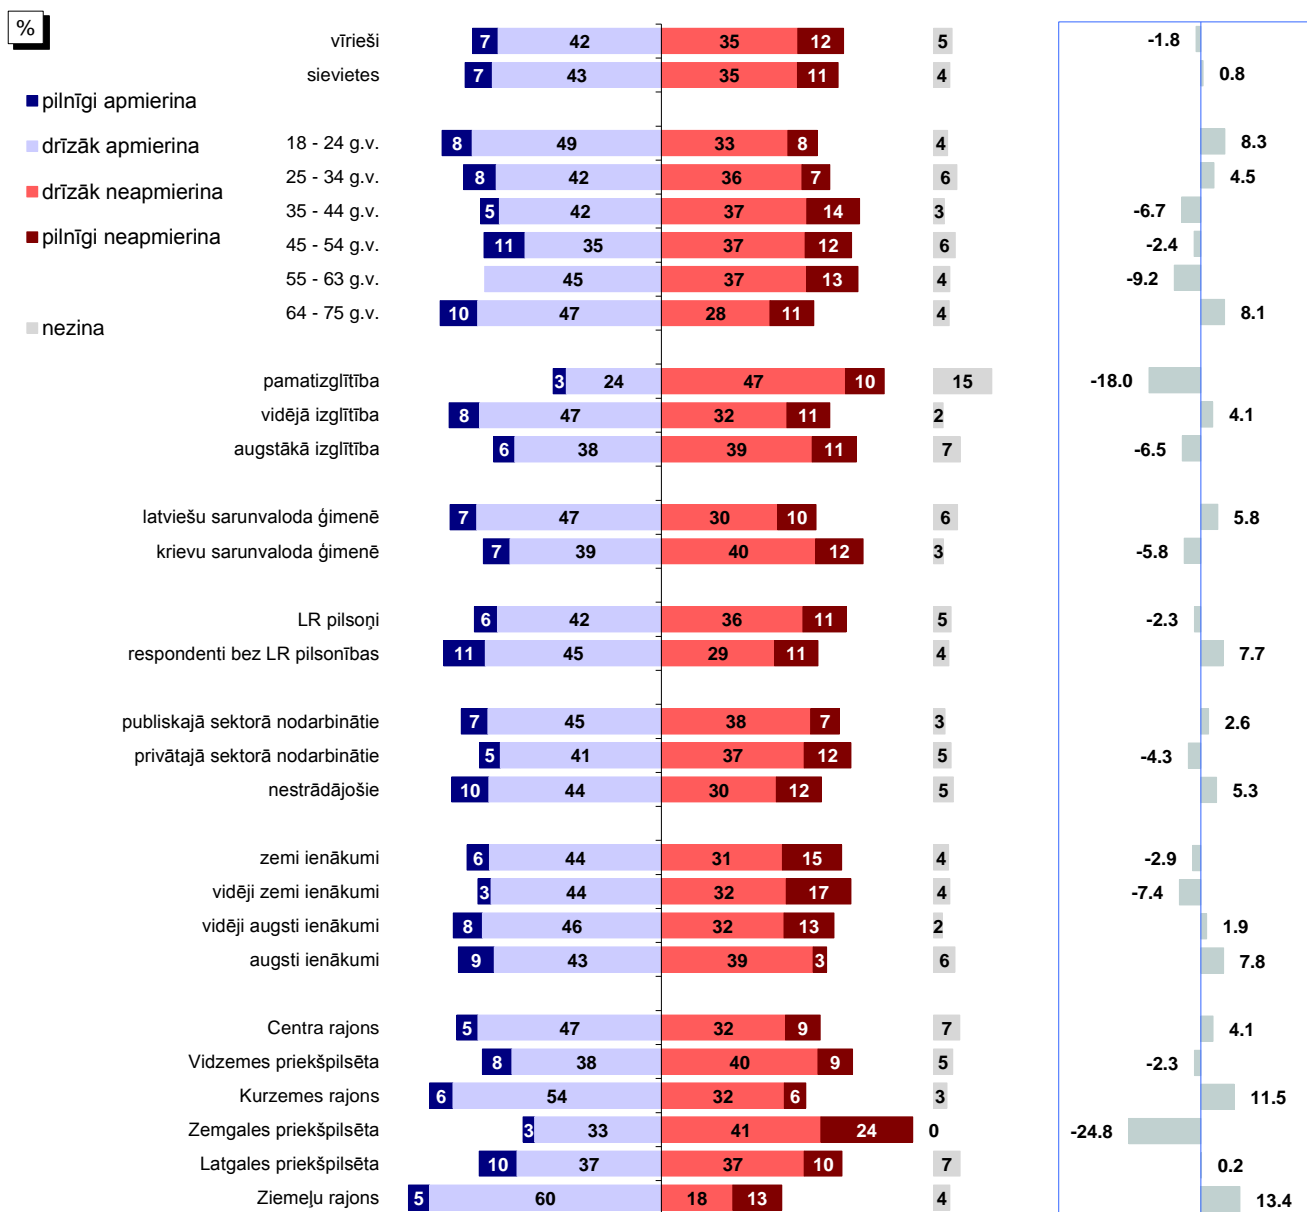 %
pilnīgi apmierina
drīzāk apmierina
drīzāk neapmierina
pilnīgi neapmierina
nezina
vīrieši 7 42 35 12 5 -1.8
sievietes 7 43 35 11 4 0.8
18 - 24 g.v. 8 49 33 8 4 8.3
25 - 34 g.v. 8 42 36 7 6 4.5
35 - 44 g.v. 5 42 37 14 3 -6.7
45 - 54 g.v. 11 35 37 12 6 -2.4
55 - 63 g.v. 45 37 13 4 -9.2
64 - 75 g.v. 10 47 28 11 4 8.1
pamatizglītība 3 24 47 10 15 -18.0
vidējā izglītība 8 47 32 11 2 4.1
augstākā izglītība 6 38 39 11 7 -6.5
latviešu sarunvaloda ģimenē 7 47 30 10 6 5.8
krievu sarunvaloda ģimenē 7 39 40 12 3 -5.8
LR pilsoņi 6 42 36 11 5 -2.3
respondenti bez LR pilsonības 11 45 29 11 4 7.7
publiskajā sektorā nodarbinātie 7 45 38 7 3 2.6
privātajā sektorā nodarbinātie 5 41 37 12 5 -4.3
nestrādājošie 10 44 30 12 5 5.3
zemi ienākumi 6 44 31 15 4 -2.9
vidēji zemi ienākumi 3 44 32 17 4 -7.4
vidēji augsti ienākumi 8 46 32 13 2 1.9
augsti ienākumi 9 43 39 3 6 7.8
Centra rajons 5 47 32 9 7 4.1
Vidzemes priekšpilsēta 8 38 40 9 5 -2.3
Kurzemes rajons 6 54 32 6 3 11.5
Zemgales priekšpilsēta 3 33 41 24 0 -24.8
Latgales priekšpilsēta 10 37 37 10 7 0.2
Ziemeļu rajons 5 60 18 13 4 13.4